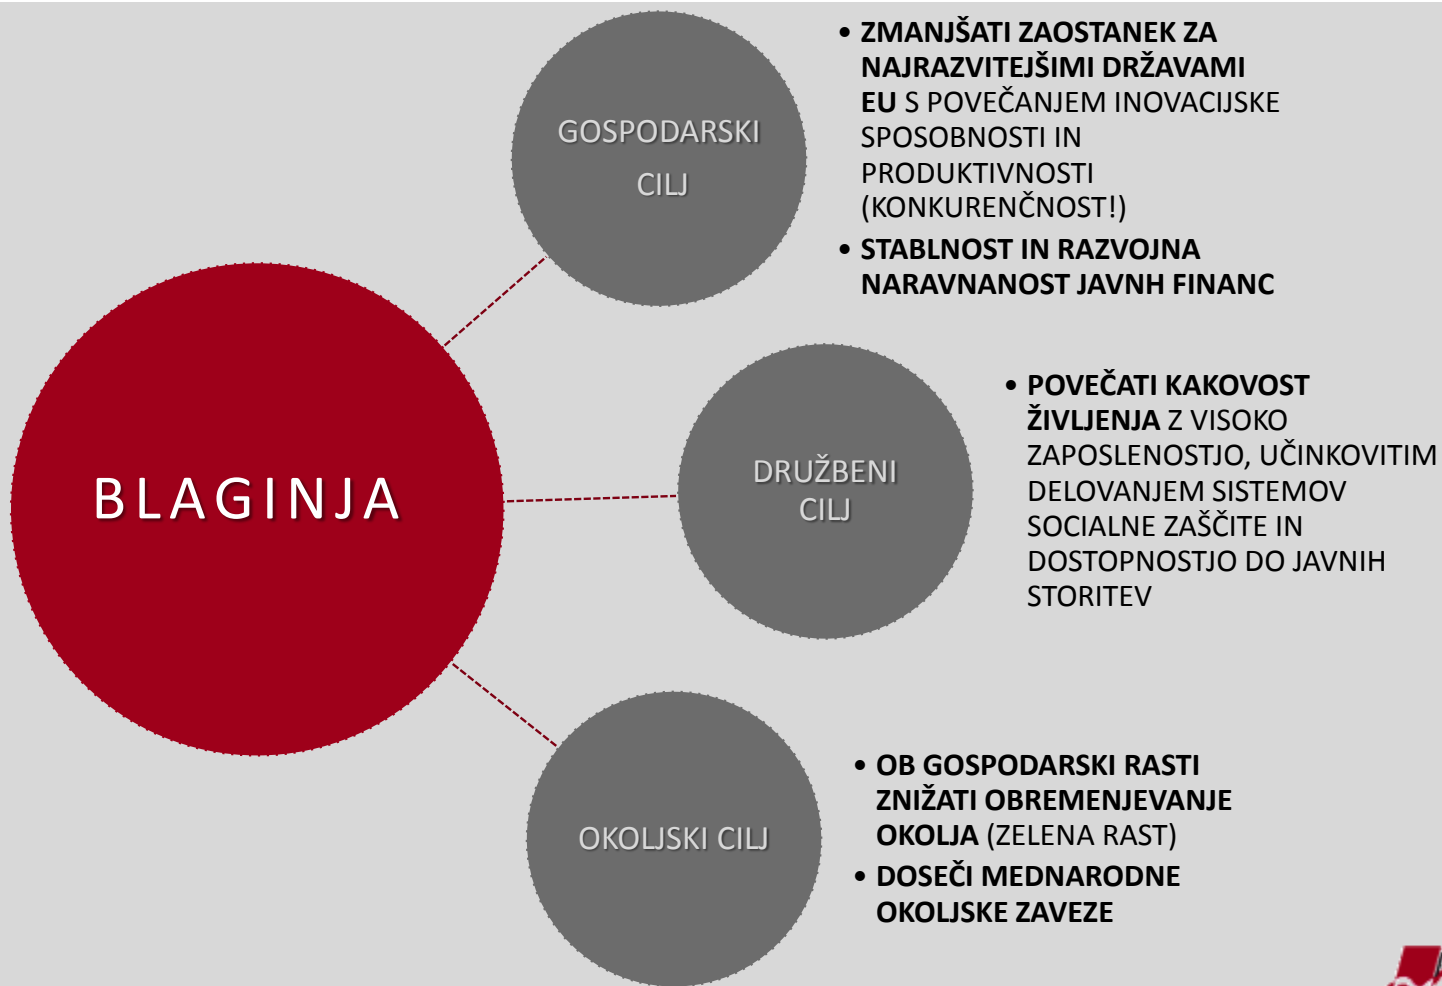 BLAGINJA
GOSPODARSKI
CILJ
• ZMANJŠATI ZAOSTANEK ZA
NAJRAZVITEJŠIMI DRŽAVAMI
EU S POVEČANJEM INOVACIJSKE
SPOSOBNOSTI IN
PRODUKTIVNOSTI
(KONKURENČNOST!)
• STABLNOST IN RAZVOJNA
NARAVNANOST JAVNH FINANC
DRUŽBENI
CILJ
• POVEČATI KAKOVOST
ŽIVLJENJA Z VISOKO
ZAPOSLENOSTJO, UČINKOVITIM
DELOVANJEM SISTEMOV
SOCIALNE ZAŠČITE IN
DOSTOPNOSTJO DO JAVNIH
STORITEV
OKOLJSKI CILJ
• OB GOSPODARSKI RASTI
ZNIŽATI OBREMENJEVANJE
OKOLJA (ZELENA RAST)
• DOSEČI MEDNARODNE
OKOLJSKE ZAVEZE